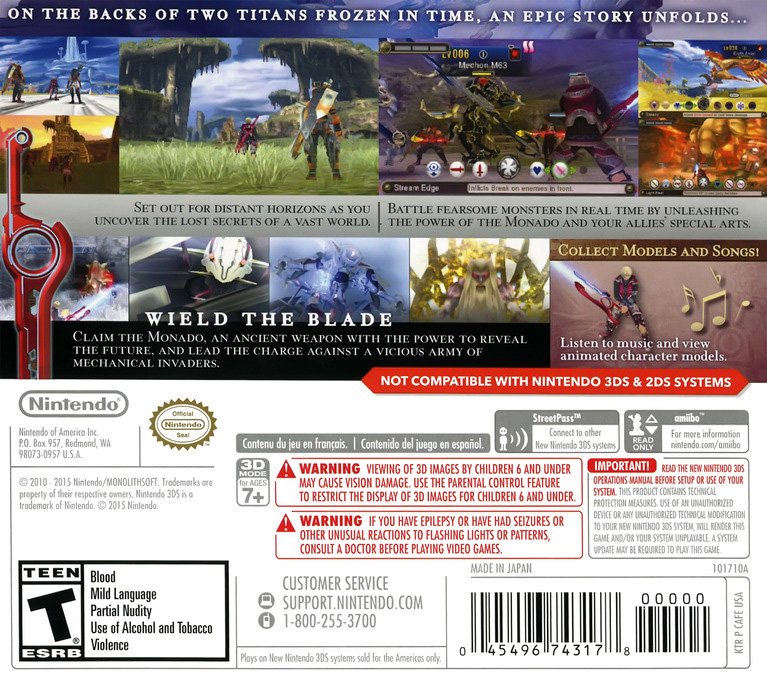 ON THE BACKS OF TWO TITANS FROZEN IN TIME, AN EPIC STORY UNFOLDS...
LV006 1
Mechon M63
Stream Edge
Inflicts Break on enemies in front.
SET OUT FOR DISTANT HORIZONS AS YOU
UNCOVER THE LOST SECRETS OF A VAST WORLD.
BATTLE FEARSOME MONSTERS IN REAL TIME BY UNLEASHING
THE POWER OF THE MONADO AND YOUR ALLIES' SPECIAL ARTS.
WIELD THE BLADE
CLAIM THE MONADO, AN ANCIENT WEAPON WITH THE POWER TO REVEAL
THE FUTURE, AND LEAD THE CHARGE AGAINST A VICIOUS ARMY OF
MECHANICAL INVADERS.
COLLECT MODELS AND SONGS!
Listen to music and view
animated character models.
NOT COMPATIBLE WITH NINTENDO 3DS & 2DS SYSTEMS
Nintendo®
Nintendo of America Inc.
P.O. Box 957, Redmond, WA
98073-0957 U.S.A.
Official
Nintendo
Seal
Contenu du jeu en français. | Contenido del juego en español.
StreetPass™
Connect to other
New Nintendo 3DS systems
READ
ONLY
amiibo™
For more information
nintendo.com/amiibo
© 2010 - 2015 Nintendo/MONOLITHSOFT. Trademarks are
property of their respective owners. Nintendo 3DS is a
trademark of Nintendo. © 2015 Nintendo.
3D
MODE
for AGES
7+
WARNING VIEWING OF 3D IMAGES BY CHILDREN 6 AND UNDER
MAY CAUSE VISION DAMAGE. USE THE PARENTAL CONTROL FEATURE
TO RESTRICT THE DISPLAY OF 3D IMAGES FOR CHILDREN 6 AND UNDER.
WARNING IF YOU HAVE EPILEPSY OR HAVE HAD SEIZURES OR
OTHER UNUSUAL REACTIONS TO FLASHING LIGHTS OR PATTERNS,
CONSULT A DOCTOR BEFORE PLAYING VIDEO GAMES.
IMPORTANT! READ THE NEW NINTENDO 3DS
OPERATIONS MANUAL BEFORE SETUP OR USE OF YOUR
SYSTEM. THIS PRODUCT CONTAINS TECHNICAL
PROTECTION MEASURES. USE OF AN UNAUTHORIZED
DEVICE OR ANY UNAUTHORIZED TECHNICAL MODIFICATION
TO YOUR NEW NINTENDO 3DS SYSTEM, WILL RENDER THIS
GAME AND/OR YOUR SYSTEM UNPLAYABLE. A SYSTEM
UPDATE MAY BE REQUIRED TO PLAY THIS GAME.
MADE IN JAPAN
101710A
TEEN
T
ESRB
Blood
Mild Language
Partial Nudity
Use of Alcohol and Tobacco
Violence
CUSTOMER SERVICE
SUPPORT.NINTENDO.COM
1-800-255-3700
Plays on New Nintendo 3DS systems sold for the Americas only.
0 45496 74317 8
00000
KTR P CAFE USA